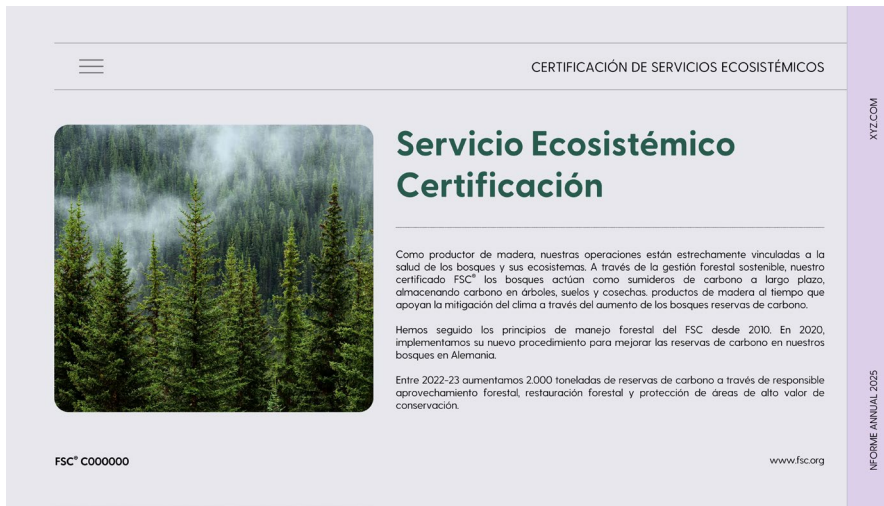 CERTIFICACIÓN DE SERVICIOS ECOSISTÉMICOS
Servicio Ecosistémico
Certificación
Como productor de madera, nuestras operaciones están estrechamente vinculadas a la
salud de los bosques y sus ecosistemas. A través de la gestión forestal sostenible, nuestro
certificado FSC® los bosques actúan como sumideros de carbono a largo plazo,
almacenando carbono en árboles, suelos y cosechas. productos de madera al tiempo que
apoyan la mitigación del clima a través del aumento de los bosques reservas de carbono.
Hemos seguido los principios de manejo forestal del FSC desde 2010. En 2020,
implementamos su nuevo procedimiento para mejorar las reservas de carbono en nuestros
bosques en Alemania.
Entre 2022-23 aumentamos 2.000 toneladas de reservas de carbono a través de responsible
aprovechamiento forestal, restauración forestal y protección de áreas de alto valor de
conservación.
FSC® C000000
www.fsc.org
XYZ.COM
NFORME ANNUAL 2025